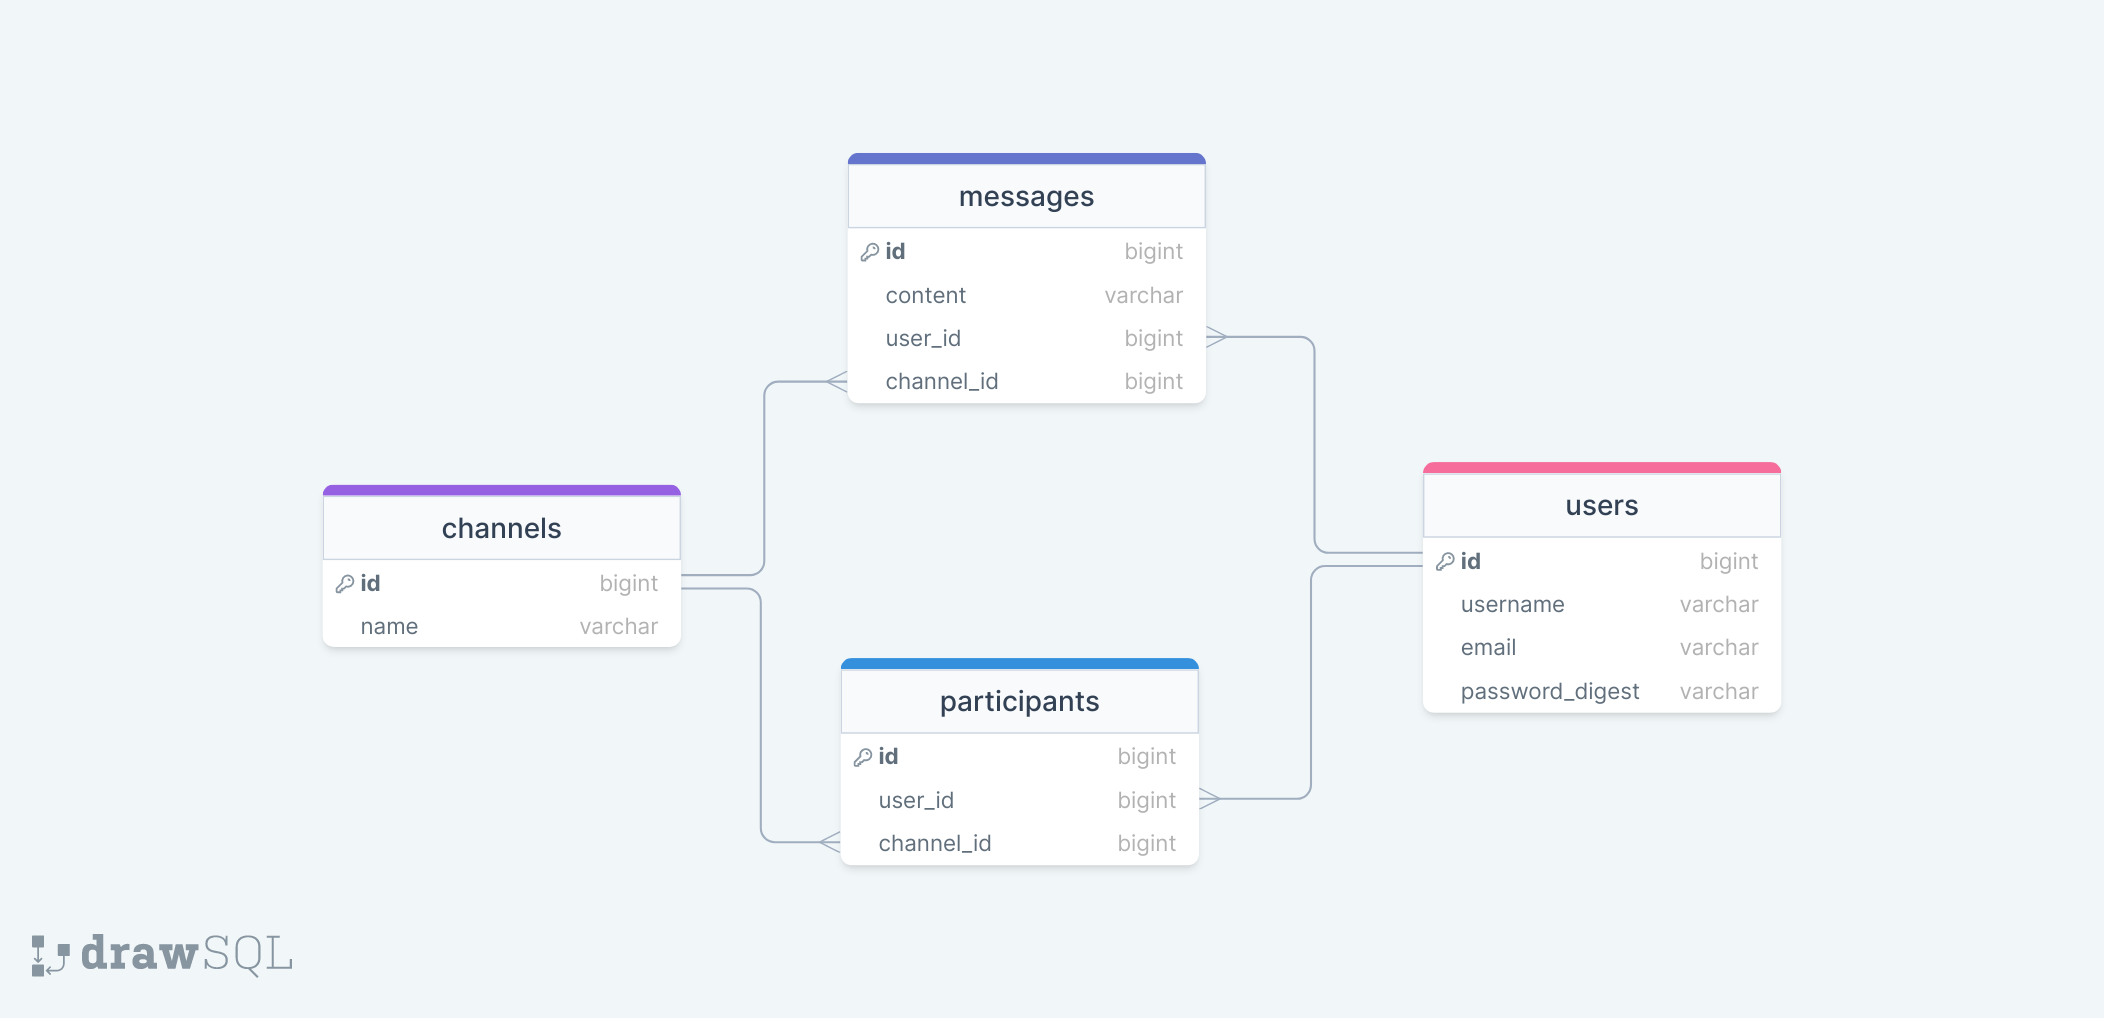 messages
id bigint
content varchar
user_id bigint
channel_id bigint
channels
id bigint
name varchar
users
id bigint
username varchar
email varchar
password_digest varchar
participants
id bigint
user_id bigint
channel_id bigint
drawSQL